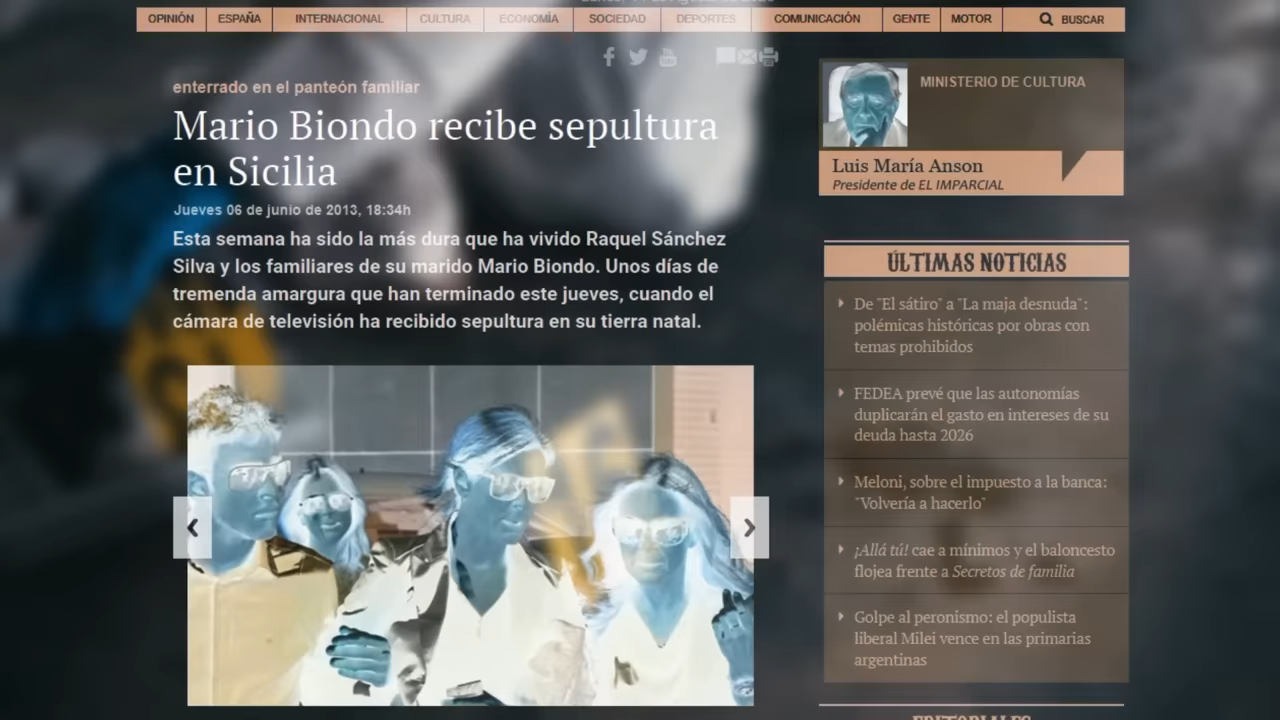 OPINIÓN ESPAÑA INTERNACIONAL CULTURA ECONOMÍA SOCIEDAD DEPORTES COMUNICACIÓN GENTE MOTOR BUSCAR
enterrado en el panteón familiar
Mario Biondo recibe sepultura
en Sicilia
Jueves 06 de junio de 2013, 18:34h
Esta semana ha sido la más dura que ha vivido Raquel Sánchez
Silva y los familiares de su marido Mario Biondo. Unos días de
tremenda amargura que han terminado este jueves, cuando el
cámara de televisión ha recibido sepultura en su tierra natal.
MINISTERIO DE CULTURA
Luis María Anson
Presidente de EL IMPARCIAL
ÚLTIMAS NOTICIAS
De "El sátiro" a "La maja desnuda":
polémicas históricas por obras con
temas prohibidos
FEDEA prevé que las autonomías
duplicarán el gasto en intereses de su
deuda hasta 2026
Meloni, sobre el impuesto a la banca:
"Volvería a hacerlo"
¡Allá tú! cae a mínimos y el baloncesto
flojea frente a Secretos de familia
Golpe al peronismo: el populista
liberal Milei vence en las primarias
argentinas